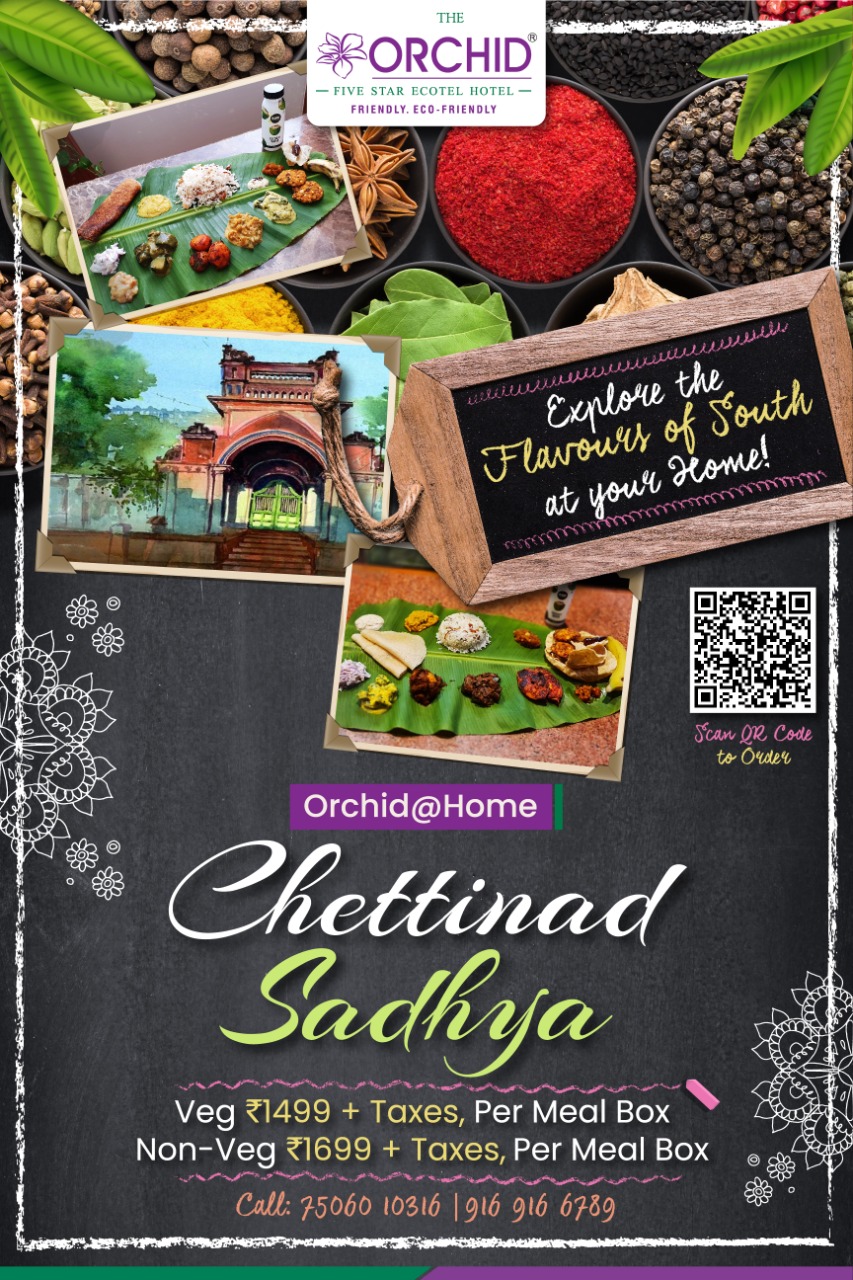 THE
ORCHID®
FIVE STAR ECOTEL HOTEL
FRIENDLY. ECO-FRIENDLY
Explore the
Flavours of South
at your Home!
Scan QR Code
to Order
Orchid@Home
Chettinad
Sadhya
Veg ₹1499 + Taxes, Per Meal Box
Non-Veg ₹1699 + Taxes, Per Meal Box
Call: 75060 10316 | 916 916 6789